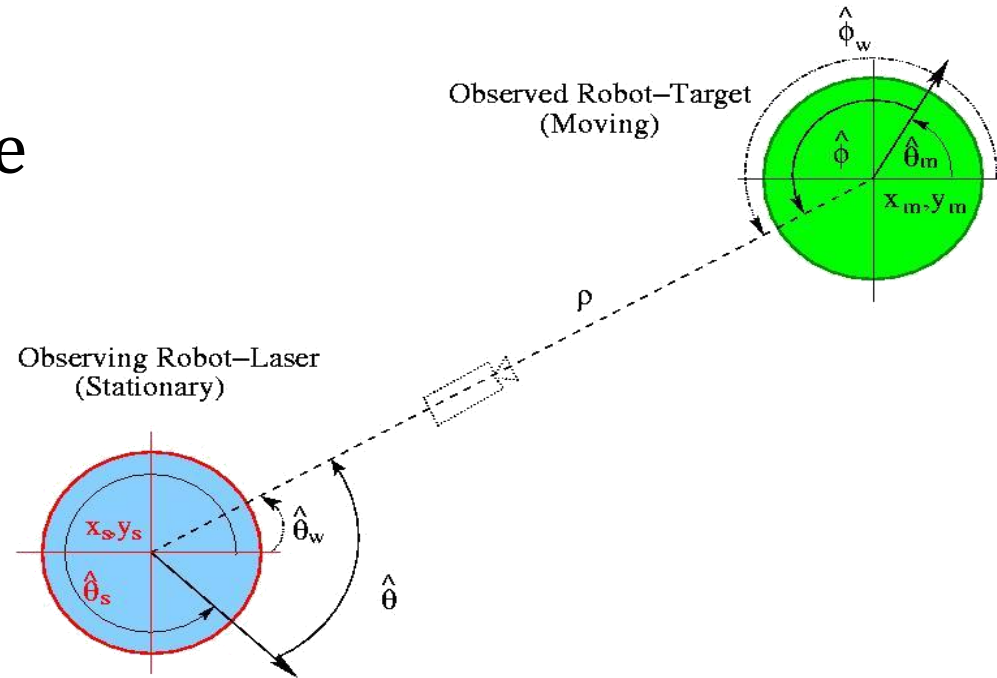 e
φ̂w
Observed Robot–Target
(Moving)
φ̂
θ̂m
xm,ym
ρ
Observing Robot–Laser
(Stationary)
xs,ys
θ̂w
θ̂s
θ̂